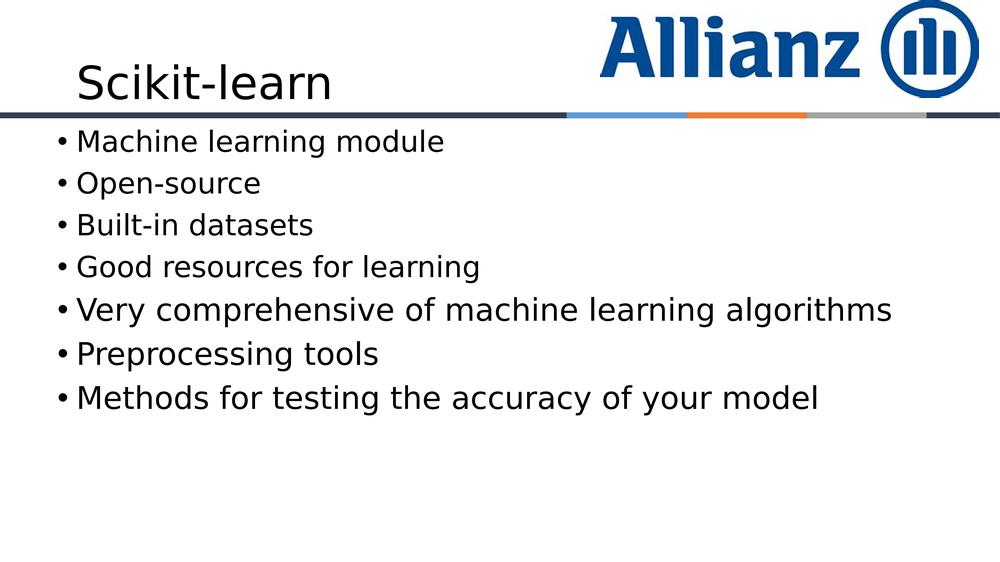 Allianz
Scikit-learn
• Machine learning module
• Open-source
• Built-in datasets
• Good resources for learning
• Very comprehensive of machine learning algorithms
• Preprocessing tools
• Methods for testing the accuracy of your model